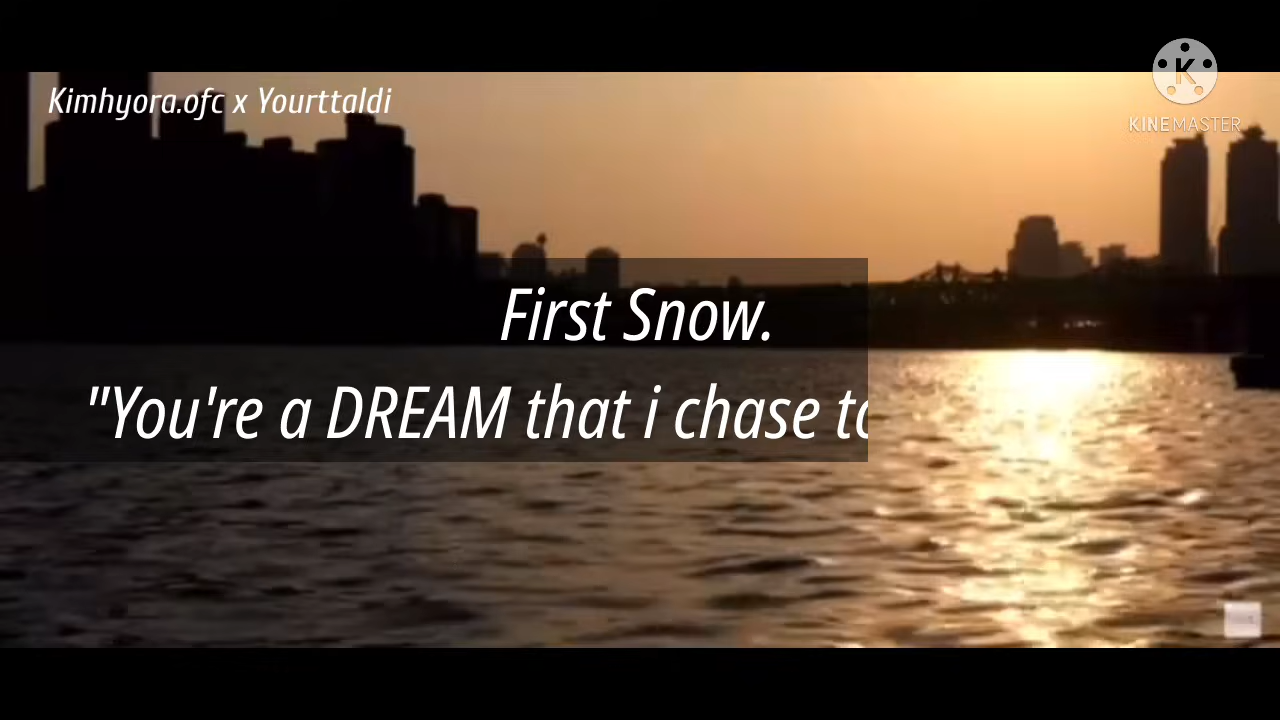 Kimhyora.ofc x Yourttaldi
KINEMASTER
First Snow.
"You're a DREAM that i chase